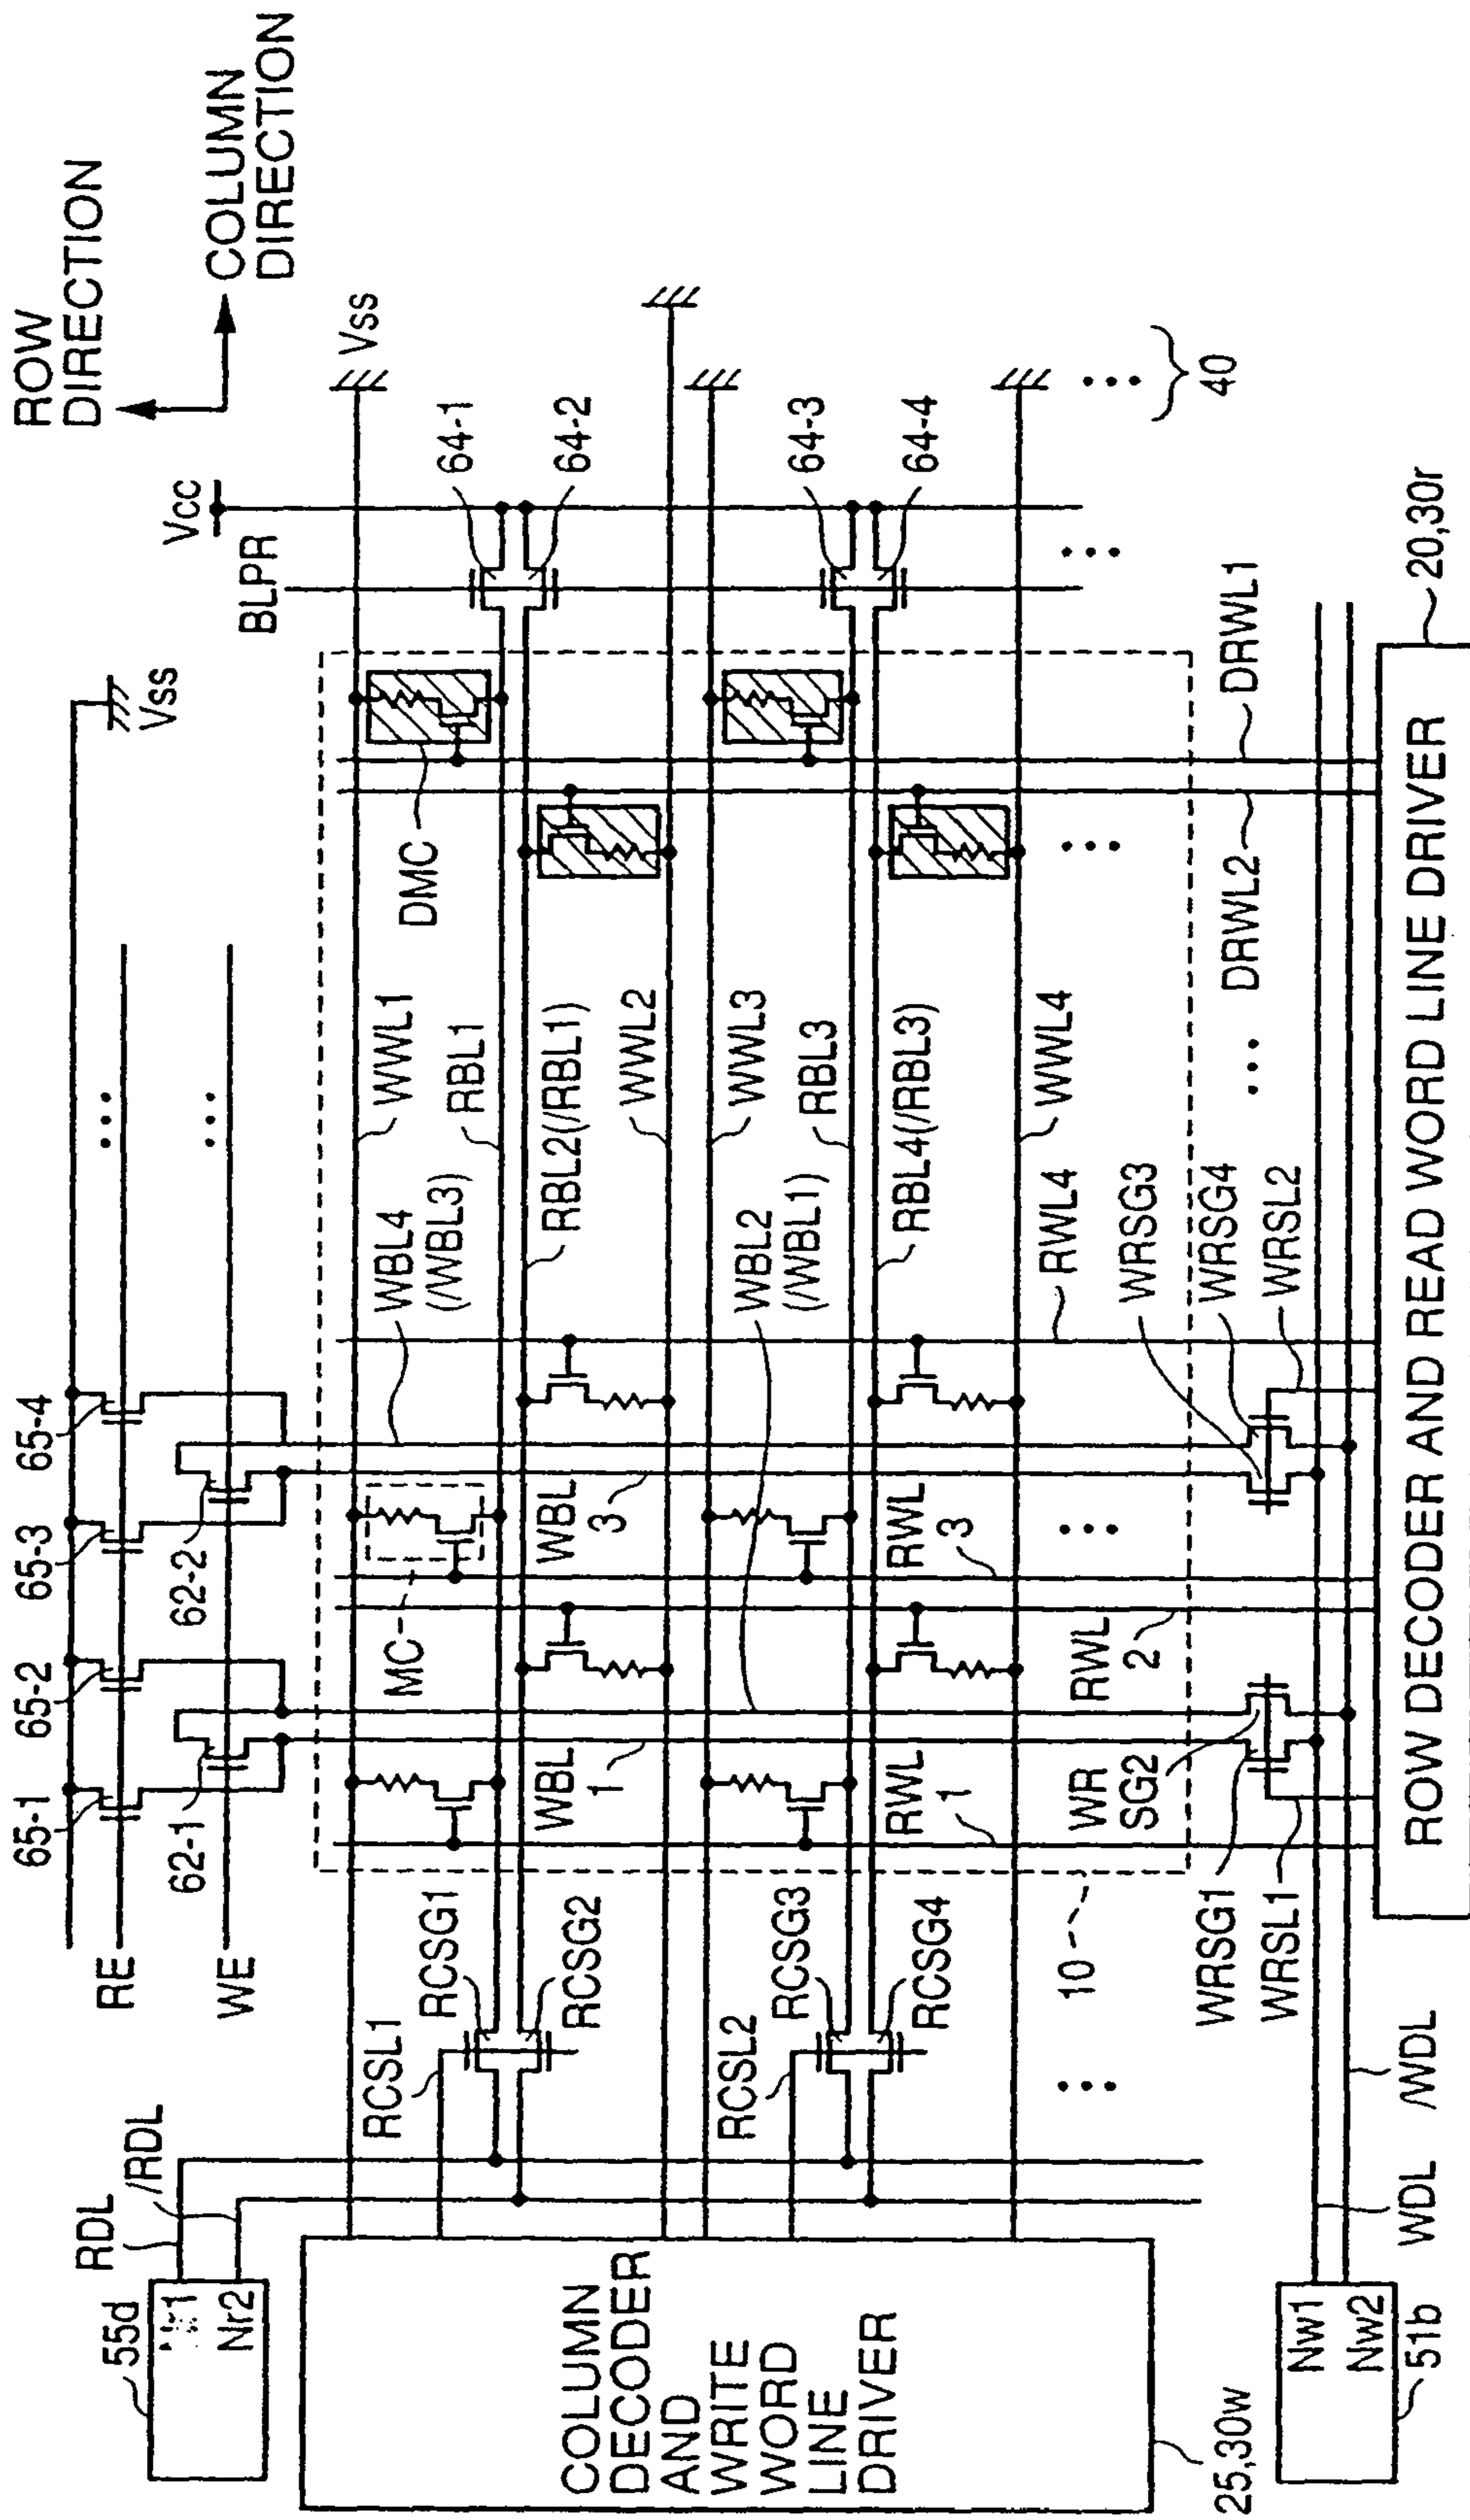 ROW
DIRECTION
COLUMN
DIRECTION
Vss
Vcc
BLPR
64-1
64-2
64-3
64-4
40
Vss
DMC
DRWL1
DRWL2
20,30r
ROW DECODER AND READ WORD LINE DRIVER
65-1
65-2
65-3
65-4
RE
WE
62-1
62-2
WWL1
RBL1
RBL2(/RBL1)
WWL2
WWL3
RBL3
RBL4(/RBL3)
WWL4
WBL4
(/WBL3)
WBL2
(/WBL1)
RWL4
WRSG3
WRSG4
WRSL2
MC
WBL
3
RWL
3
RWL
2
WBL
1
RWL
1
WR
SG2
WRSG1
WRSL1
10
RCSL1
RCSG1
RCSG2
RCSL2
RCSG3
RCSG4
RDL
/RDL
55d
Nr1
Nr2
COLUMN
DECODER
AND
WRITE
WORD
LINE
DRIVER
25,30w
WDL
/WDL
Nw1
Nw2
51b